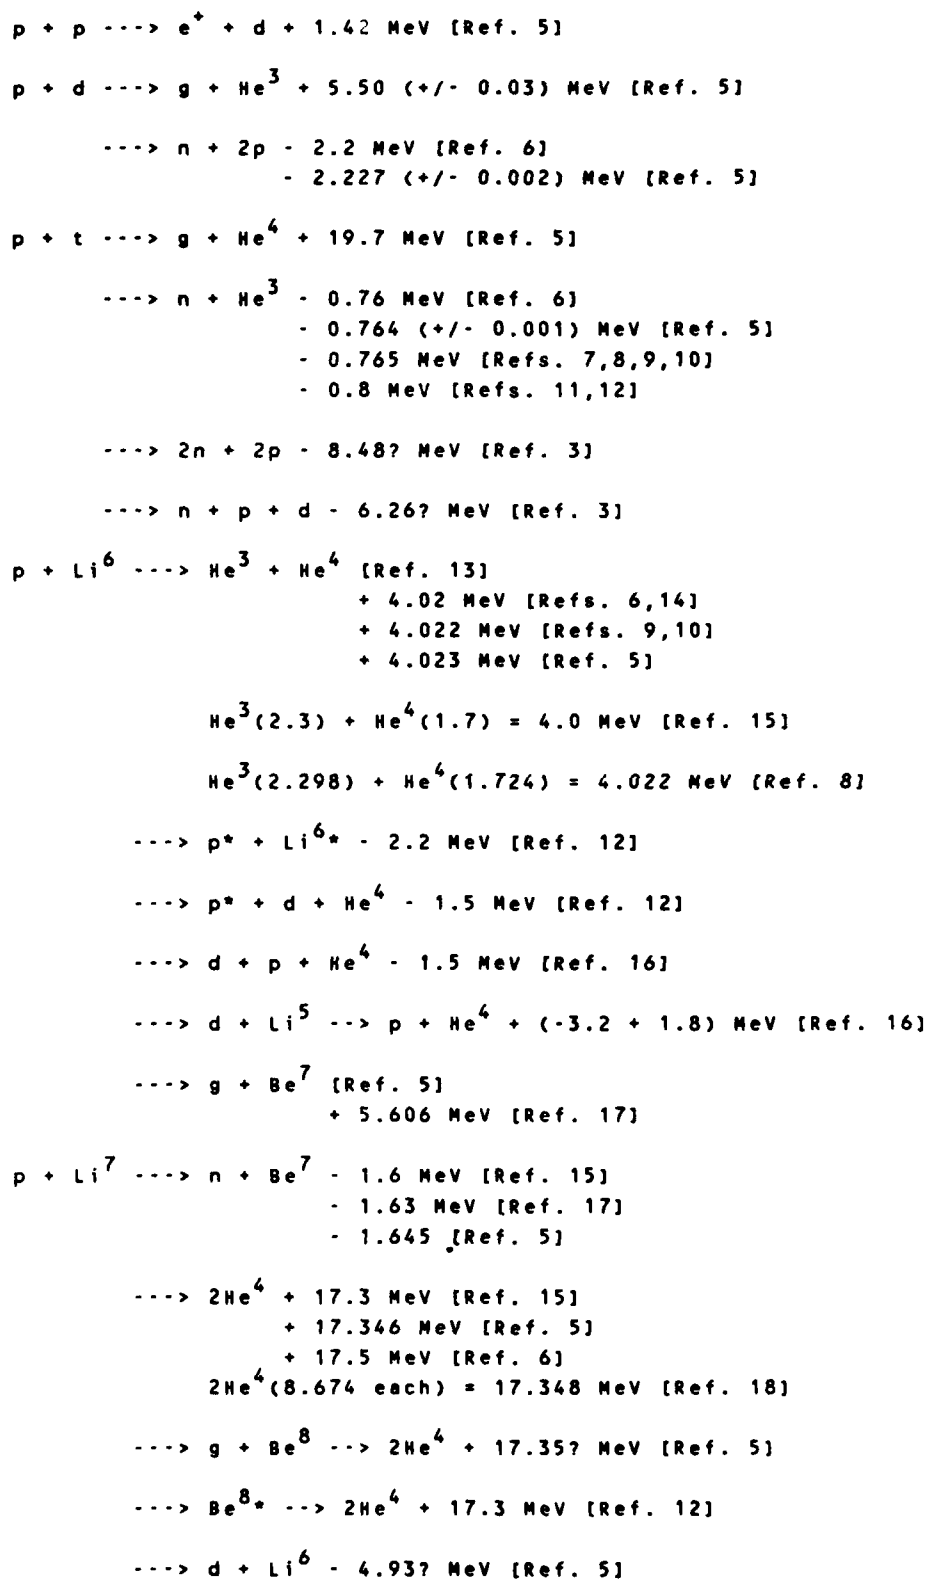 p + p ---> e⁺ + d + 1.42 MeV [Ref. 5]
p + d ---> g + He³ + 5.50 (+/- 0.03) MeV [Ref. 5]
---> n + 2p - 2.2 MeV [Ref. 6]
- 2.227 (+/- 0.002) MeV [Ref. 5]
p + t ---> g + He⁴ + 19.7 MeV [Ref. 5]
---> n + He³ - 0.76 MeV [Ref. 6]
- 0.764 (+/- 0.001) MeV [Ref. 5]
- 0.765 MeV [Refs. 7,8,9,10]
- 0.8 MeV [Refs. 11,12]
---> 2n + 2p - 8.48? MeV [Ref. 3]
---> n + p + d - 6.26? MeV [Ref. 3]
p + Li⁶ ---> He³ + He⁴ [Ref. 13]
+ 4.02 MeV [Refs. 6,14]
+ 4.022 MeV [Refs. 9,10]
+ 4.023 MeV [Ref. 5]
He³(2.3) + He⁴(1.7) = 4.0 MeV [Ref. 15]
He³(2.298) + He⁴(1.724) = 4.022 MeV [Ref. 8]
---> p* + Li⁶* - 2.2 MeV [Ref. 12]
---> p* + d + He⁴ - 1.5 MeV [Ref. 12]
---> d + p + He⁴ - 1.5 MeV [Ref. 16]
---> d + Li⁵ --> p + He⁴ + (-3.2 + 1.8) MeV [Ref. 16]
---> g + Be⁷ [Ref. 5]
+ 5.606 MeV [Ref. 17]
p + Li⁷ ---> n + Be⁷ - 1.6 MeV [Ref. 15]
- 1.63 MeV [Ref. 17]
- 1.645 [Ref. 5]
---> 2He⁴ + 17.3 MeV [Ref. 15]
+ 17.346 MeV [Ref. 5]
+ 17.5 MeV [Ref. 6]
2He⁴(8.674 each) = 17.348 MeV [Ref. 18]
---> g + Be⁸ --> 2He⁴ + 17.35? MeV [Ref. 5]
---> Be⁸* --> 2He⁴ + 17.3 MeV [Ref. 12]
---> d + Li⁶ - 4.93? MeV [Ref. 5]